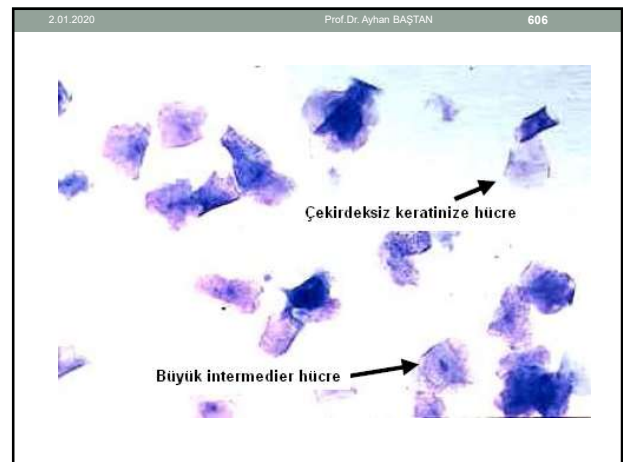 2.01.2020 Prof.Dr. Ayhan BAŞTAN 606
Çekirdeksiz keratinize hücre
Büyük intermedier hücre